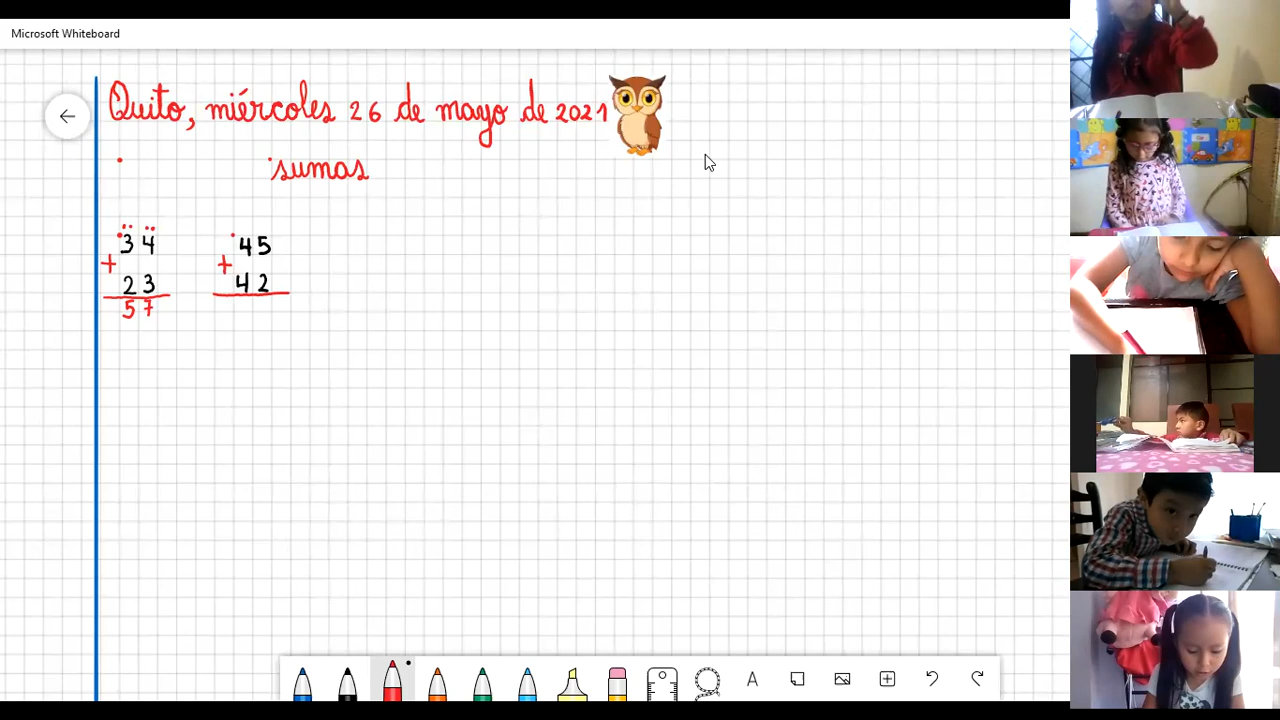 Microsoft Whiteboard
Quito, miércoles 26 de mayo de 2021
sumas
34 45
+ +
23 42
57
A